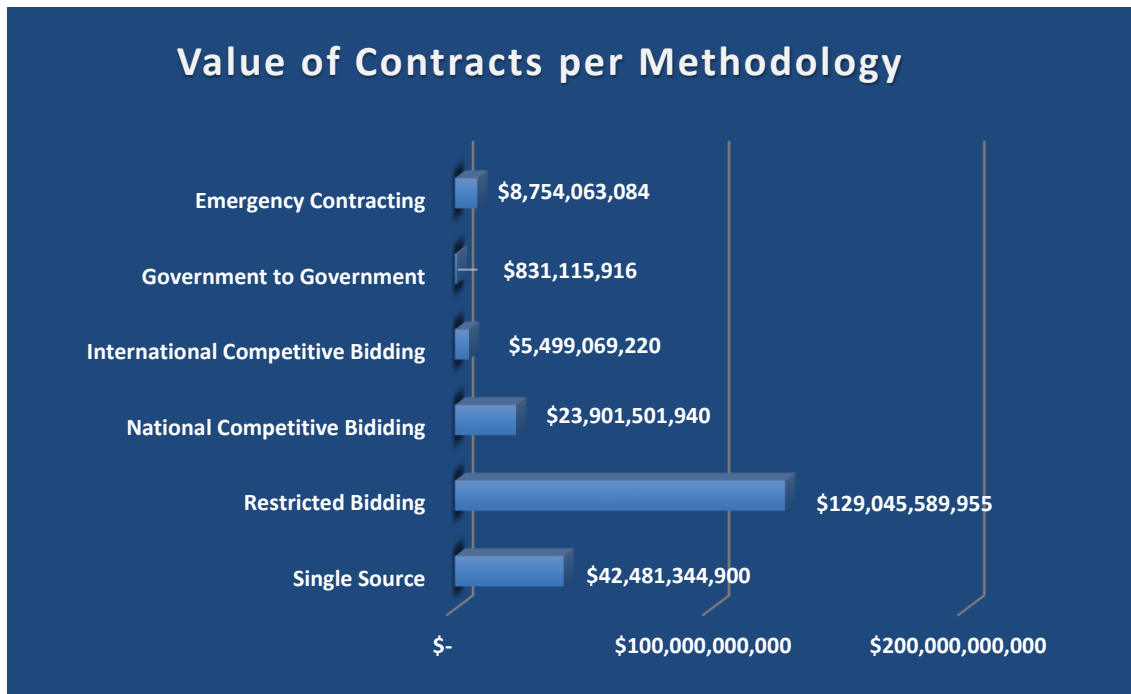 Value of Contracts per Methodology
Emergency Contracting $8,754,063,084
Government to Government $831,115,916
International Competitive Bidding $5,499,069,220
National Competitive Bididing $23,901,501,940
Restricted Bidding $129,045,589,955
Single Source $42,481,344,900
$- $100,000,000,000 $200,000,000,000